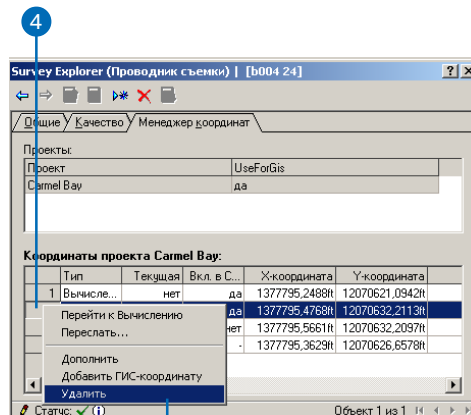 4
Survey Explorer (Проводник съемки) | [b004 24]
Общие Качество Менеджер координат
Проекты:
Проект UseForGis
Carmel Bay да
Координаты проекта Carmel Bay:
Тип Текущая Вкл. в С... X-координата Y-координата
1 Вычисле... нет да 1377795,2488ft 12070621,0942ft
да 1377795,4768ft 12070632,2113ft
Перейти к Вычислению
нет 1377795,5661ft 12070632,2097ft
Переслать...
- 1377795,3629ft 12070626,6578ft
Дополнить
Добавить ГИС-координату
Удалить
Статус: Объект 1 из 1